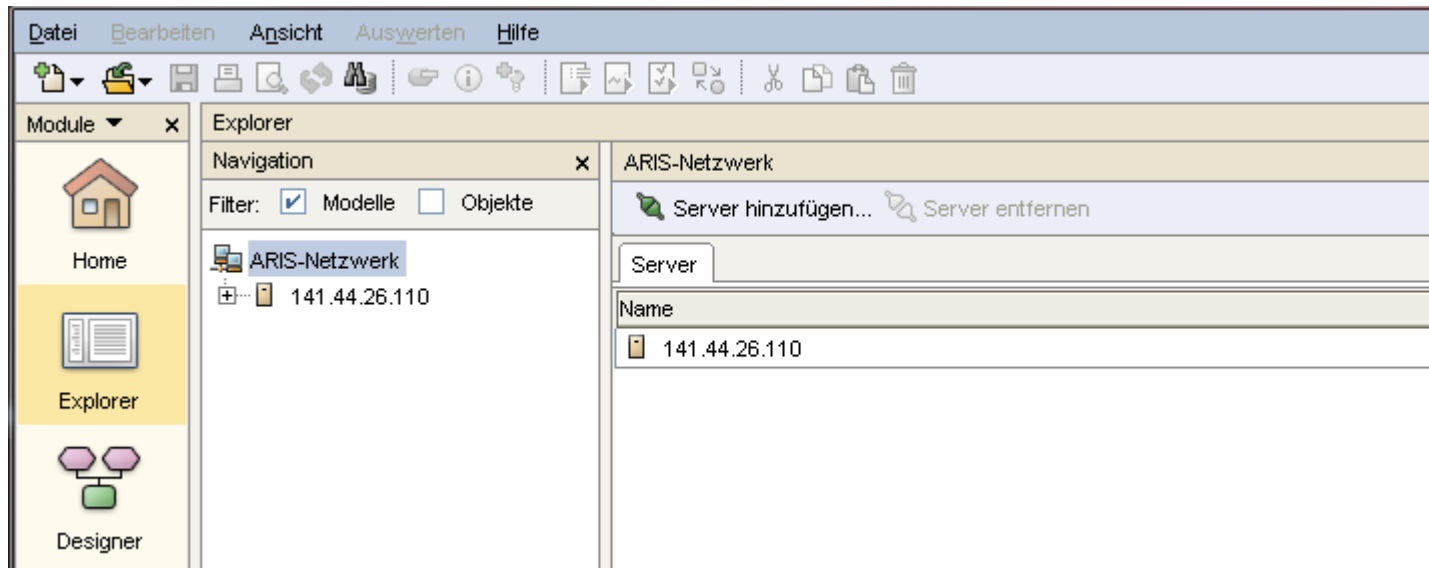 Datei Bearbeiten Ansicht Auswerten Hilfe
Module
Explorer
Navigation
ARIS-Netzwerk
Filter: Modelle Objekte
Server hinzufügen... Server entfernen
Home
ARIS-Netzwerk
Server
141.44.26.110
Name
141.44.26.110
Explorer
Designer